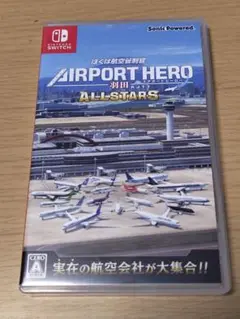 NINTENDO
SWITCH
Sonic Powered
ぼくは航空管制官
AIRPORT HERO
羽田
ALLSTARS
CERO
A
実在の航空会社が大集合!!